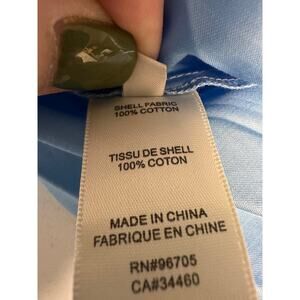 SHELL FABRIC
100% COTTON
TISSU DE SHELL
100% COTON
MADE IN CHINA
FABRIQUE EN CHINE
RN#96705
CA#34460